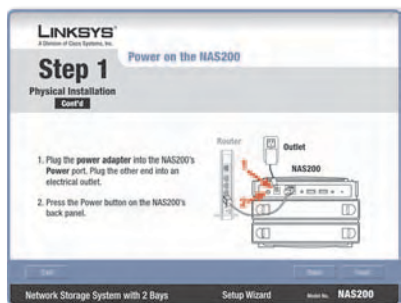 LINKSYS®
A Division of Cisco Systems, Inc.
Power on the NAS200
Step 1
Physical Installation
Cont'd
Router
Outlet
NAS200
1
2
1. Plug the power adapter into the NAS200's
Power port. Plug the other end into an
electrical outlet.
2. Press the Power button on the NAS200's
back panel.
Network Storage System with 2 Bays
Setup Wizard
Model No.
NAS200